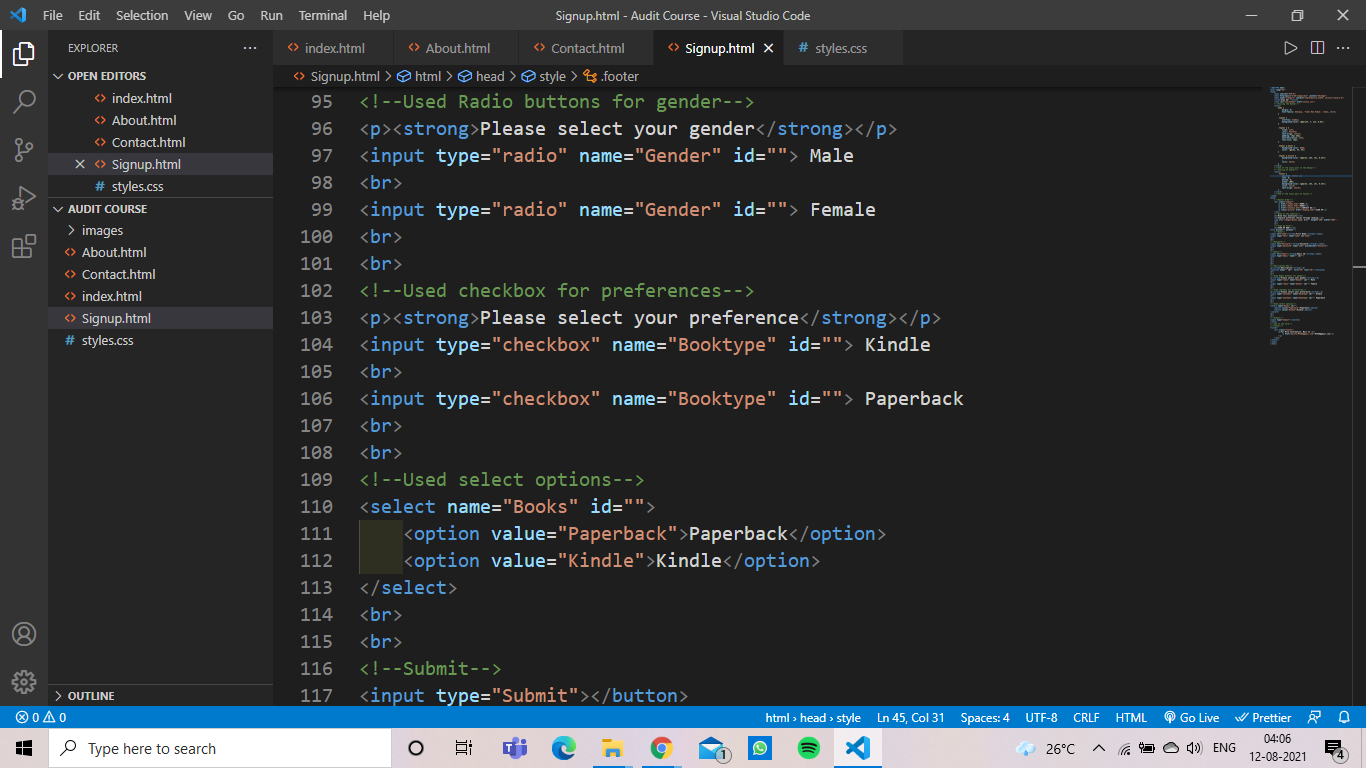 File Edit Selection View Go Run Terminal Help Signup.html - Audit Course - Visual Studio Code
EXPLORER
index.html About.html Contact.html Signup.html styles.css
Signup.html > html > head > style > .footer
OPEN EDITORS
index.html
About.html
Contact.html
Signup.html
styles.css
AUDIT COURSE
images
About.html
Contact.html
index.html
Signup.html
styles.css
OUTLINE
95 <!--Used Radio buttons for gender-->
96 <p><strong>Please select your gender</strong></p>
97 <input type="radio" name="Gender" id=""> Male
98 <br>
99 <input type="radio" name="Gender" id=""> Female
100 <br>
101 <br>
102 <!--Used checkbox for preferences-->
103 <p><strong>Please select your preference</strong></p>
104 <input type="checkbox" name="Booktype" id=""> Kindle
105 <br>
106 <input type="checkbox" name="Booktype" id=""> Paperback
107 <br>
108 <br>
109 <!--Used select options-->
110 <select name="Books" id="">
111 <option value="Paperback">Paperback</option>
112 <option value="Kindle">Kindle</option>
113 </select>
114 <br>
115 <br>
116 <!--Submit-->
117 <input type="Submit"></button>
0 0 html › head › style Ln 45, Col 31 Spaces: 4 UTF-8 CRLF HTML Go Live Prettier
Type here to search 1 26°C ENG 04:06
12-08-2021 4